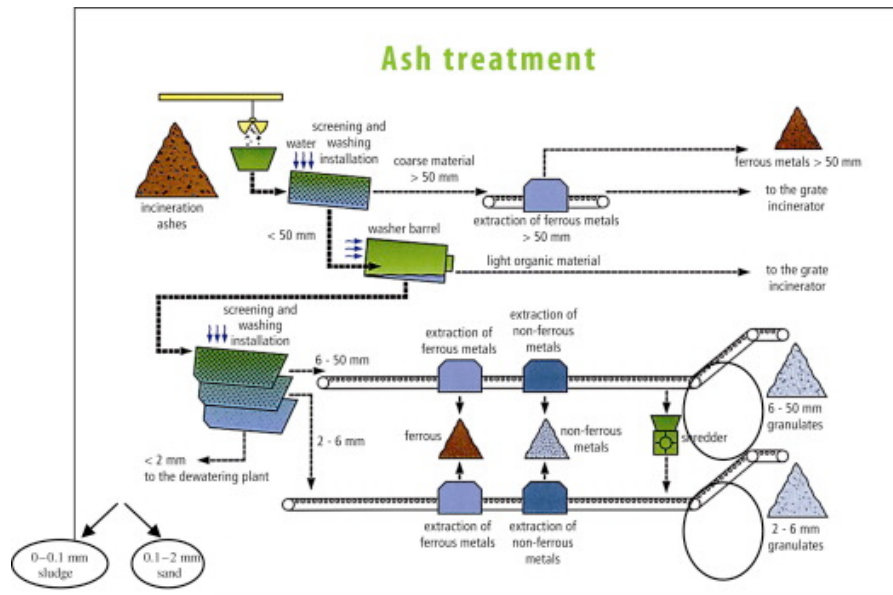 Ash treatment
screening and
washing
installation
water
coarse material
> 50 mm
ferrous metals > 50 mm
incineration
ashes
extraction of ferrous metals
> 50 mm
to the grate
incinerator
< 50 mm
washer barrel
light organic material
to the grate
incinerator
screening and
washing
installation
6 - 50 mm
extraction of
ferrous metals
extraction of
non-ferrous
metals
ferrous
non-ferrous
metals
shredder
6 - 50 mm
granulates
2 - 6 mm
< 2 mm
to the dewatering plant
extraction of
ferrous metals
extraction of
non-ferrous
metals
2 - 6 mm
granulates
0–0.1 mm
sludge
0.1–2 mm
sand